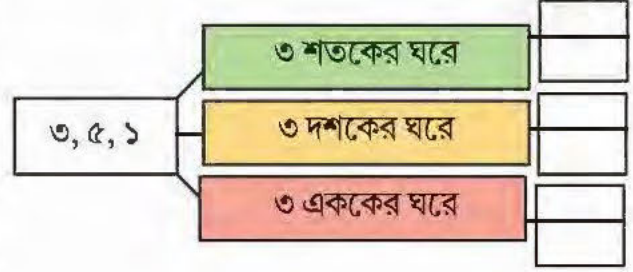 ৩ শতকের ঘরে
৩, ৫, ১
৩ দশকের ঘরে
৩ এককের ঘরে